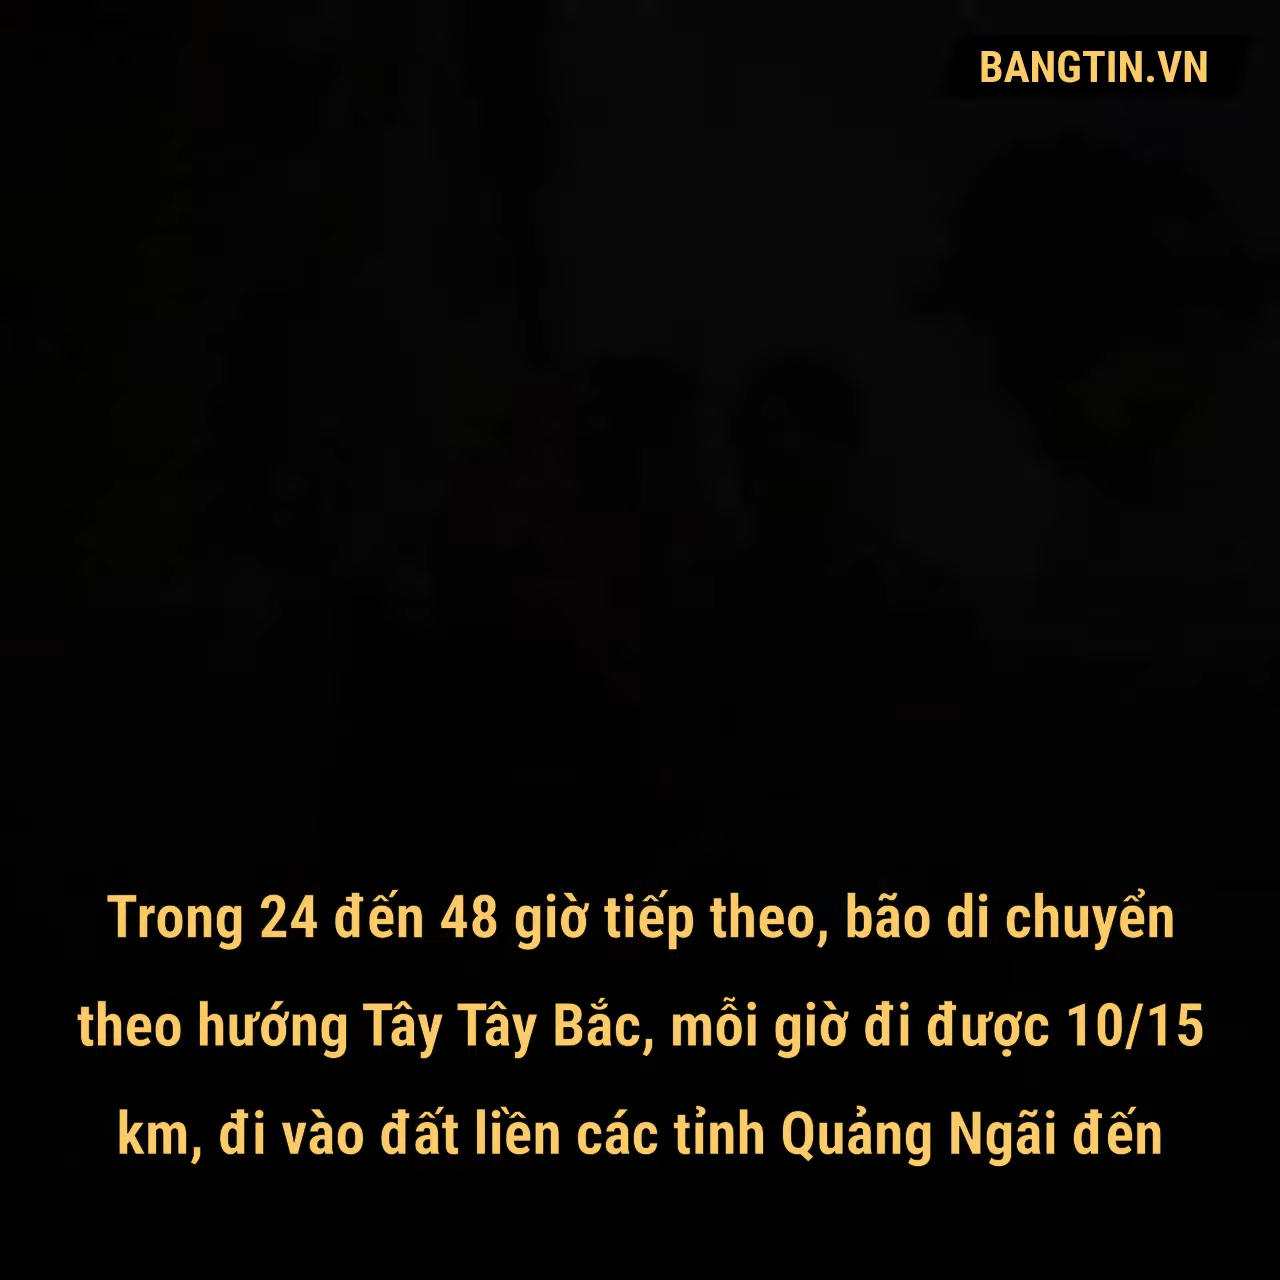 BANGTIN.VN
Trong 24 đến 48 giờ tiếp theo, bão di chuyển
theo hướng Tây Tây Bắc, mỗi giờ đi được 10/15
km, đi vào đất liền các tỉnh Quảng Ngãi đến